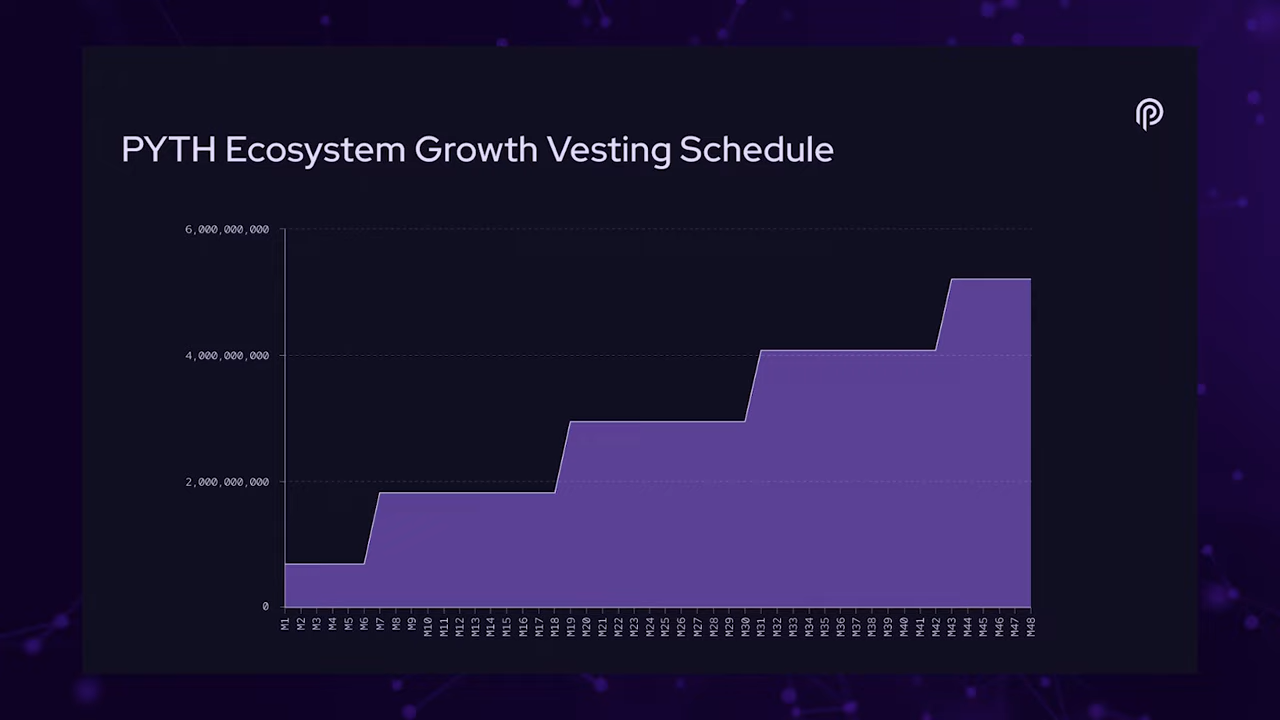 PYTH Ecosystem Growth Vesting Schedule
6,000,000,000
4,000,000,000
2,000,000,000
0
M1 M2 M3 M4 M5 M6 M7 M8 M9 M10 M11 M12 M13 M14 M15 M16 M17 M18 M19 M20 M21 M22 M23 M24 M25 M26 M27 M28 M29 M30 M31 M32 M33 M34 M35 M36 M37 M38 M39 M40 M41 M42 M43 M44 M45 M46 M47 M48